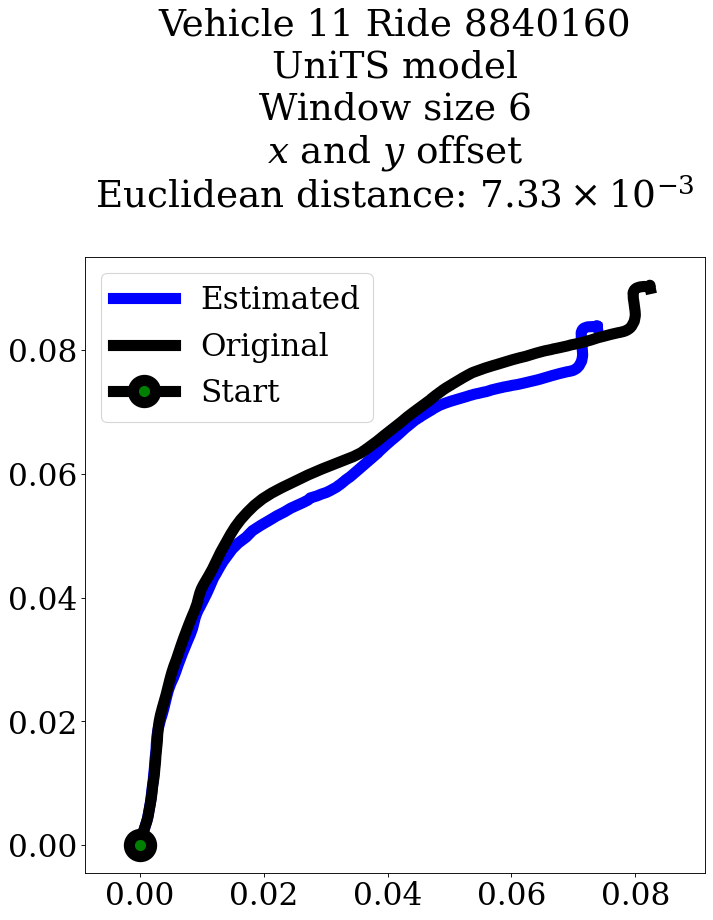 Vehicle 11 Ride 8840160
UniTS model
Window size 6
x and y offset
Euclidean distance: 7.33 × 10⁻³
Estimated
Original
Start
0.08
0.06
0.04
0.02
0.00
0.00 0.02 0.04 0.06 0.08